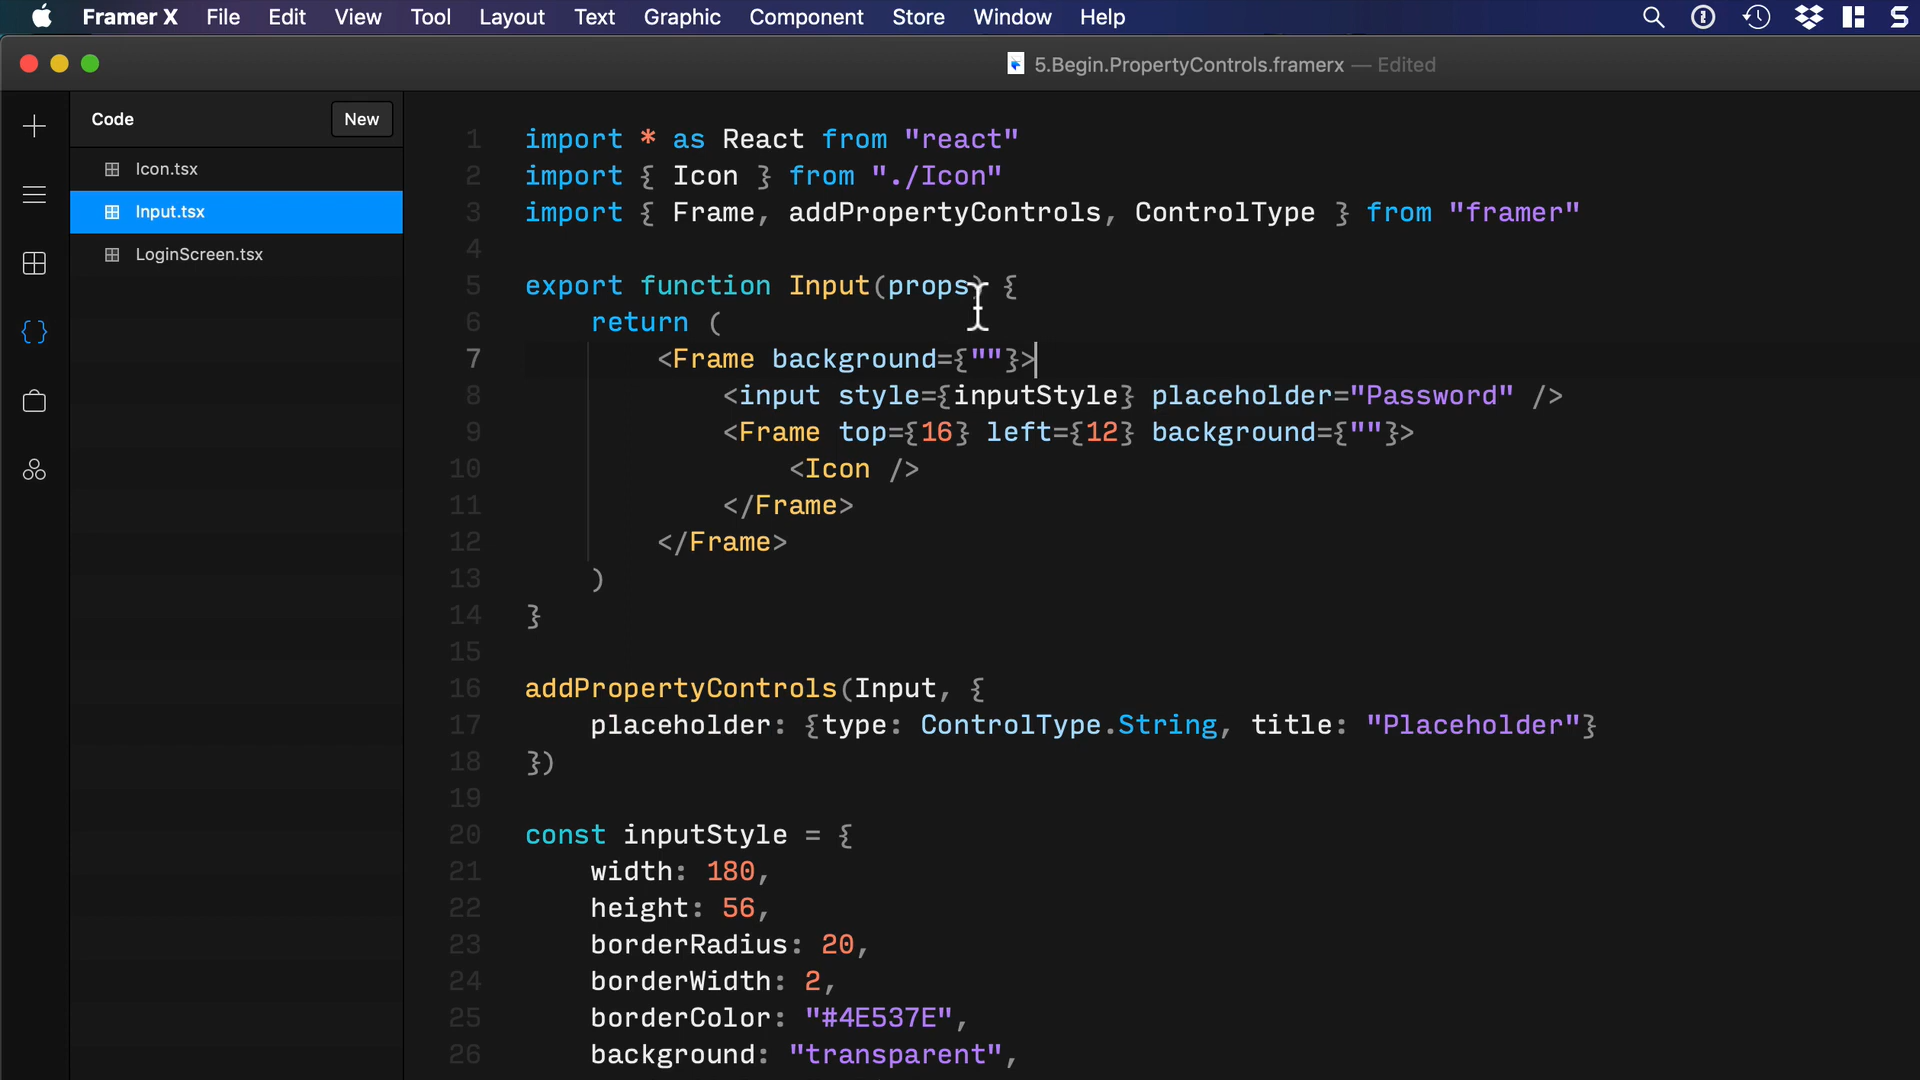 Framer X File Edit View Tool Layout Text Graphic Component Store Window Help
5.Begin.PropertyControls.framerx — Edited
Code New
Icon.tsx
Input.tsx
LoginScreen.tsx
1 import * as React from "react"
2 import { Icon } from "./Icon"
3 import { Frame, addPropertyControls, ControlType } from "framer"
4
5 export function Input(props) {
6 return (
7 <Frame background={""}>
8 <input style={inputStyle} placeholder="Password" />
9 <Frame top={16} left={12} background={""}>
10 <Icon />
11 </Frame>
12 </Frame>
13 )
14 }
15
16 addPropertyControls(Input, {
17 placeholder: {type: ControlType.String, title: "Placeholder"}
18 })
19
20 const inputStyle = {
21 width: 180,
22 height: 56,
23 borderRadius: 20,
24 borderWidth: 2,
25 borderColor: "#4E537E",
26 background: "transparent",